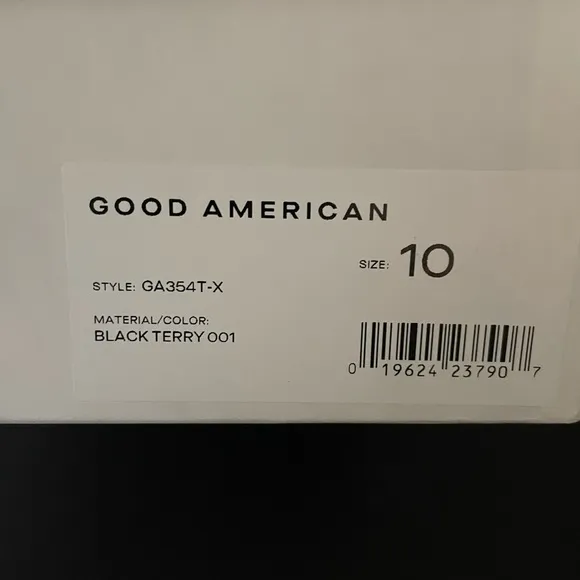 GOOD AMERICAN
SIZE: 10
STYLE: GA354T-X
MATERIAL/COLOR:
BLACK TERRY 001
0 19624 23790 7